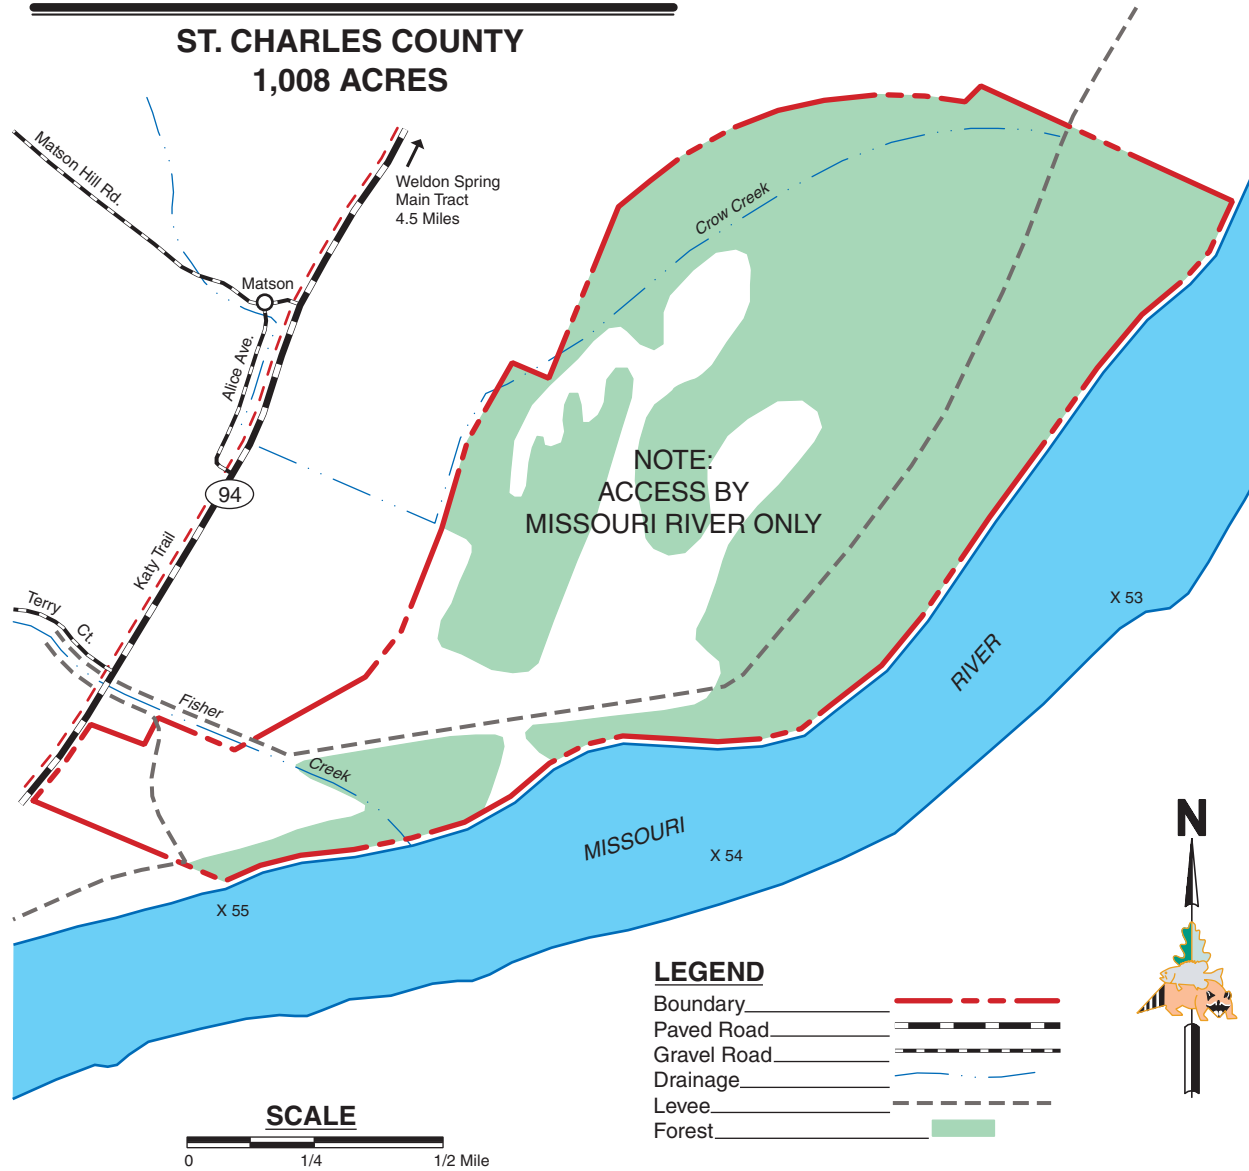 ST. CHARLES COUNTY
1,008 ACRES
Matson Hill Rd.
Weldon Spring
Main Tract
4.5 Miles
Crow Creek
Matson
Alice Ave.
NOTE:
ACCESS BY
MISSOURI RIVER ONLY
94
Katy Trail
Terry
Ct.
X 53
RIVER
Fisher
Creek
MISSOURI
X 54
X 55
N
LEGEND
Boundary
Paved Road
Gravel Road
Drainage
Levee
Forest
SCALE
0 1/4 1/2 Mile